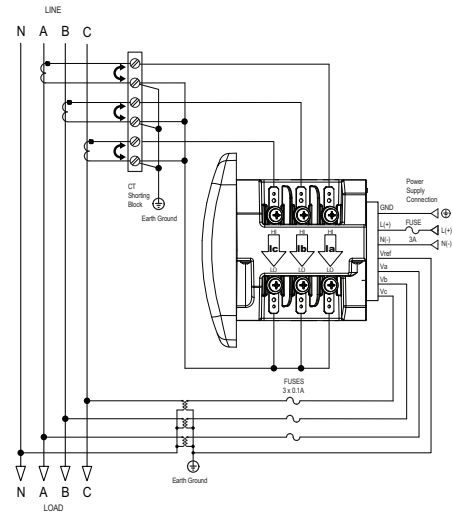 LINE
N A B C
CT
Shorting
Block
Earth Ground
Power
Supply
Connection
GND
L(+)
FUSE
L(+)
N(-)
3A
N(-)
Vref
Va
Vb
Vc
HI HI HI
Ic Ib Ia
LO LO LO
FUSES
3 x 0.1A
Earth Ground
N A B C
LOAD